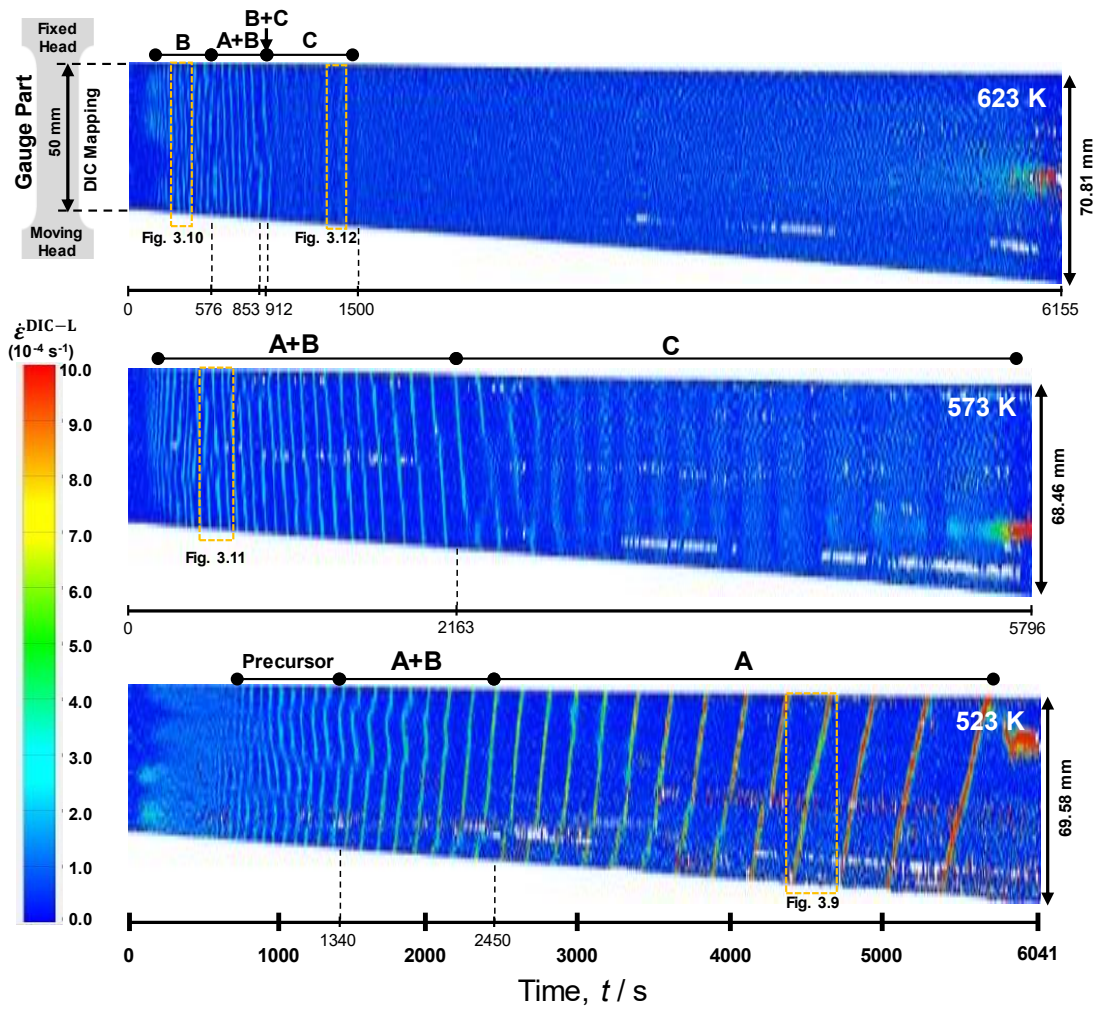 Fixed
Head
Gauge Part
50 mm
DIC Mapping
Moving
Head
B
A+B
B+C
C
623 K
70.81 mm
Fig. 3.10
Fig. 3.12
0
576
853
912
1500
6155
ε̇ᴰᴵᶜ⁻ᴸ
(10⁻⁴ s⁻¹)
10.0
9.0
8.0
7.0
6.0
5.0
4.0
3.0
2.0
1.0
0.0
A+B
C
573 K
68.46 mm
Fig. 3.11
0
2163
5796
Precursor
A+B
A
523 K
69.58 mm
Fig. 3.9
0
1000
1340
2000
2450
3000
4000
5000
6041
Time, t / s